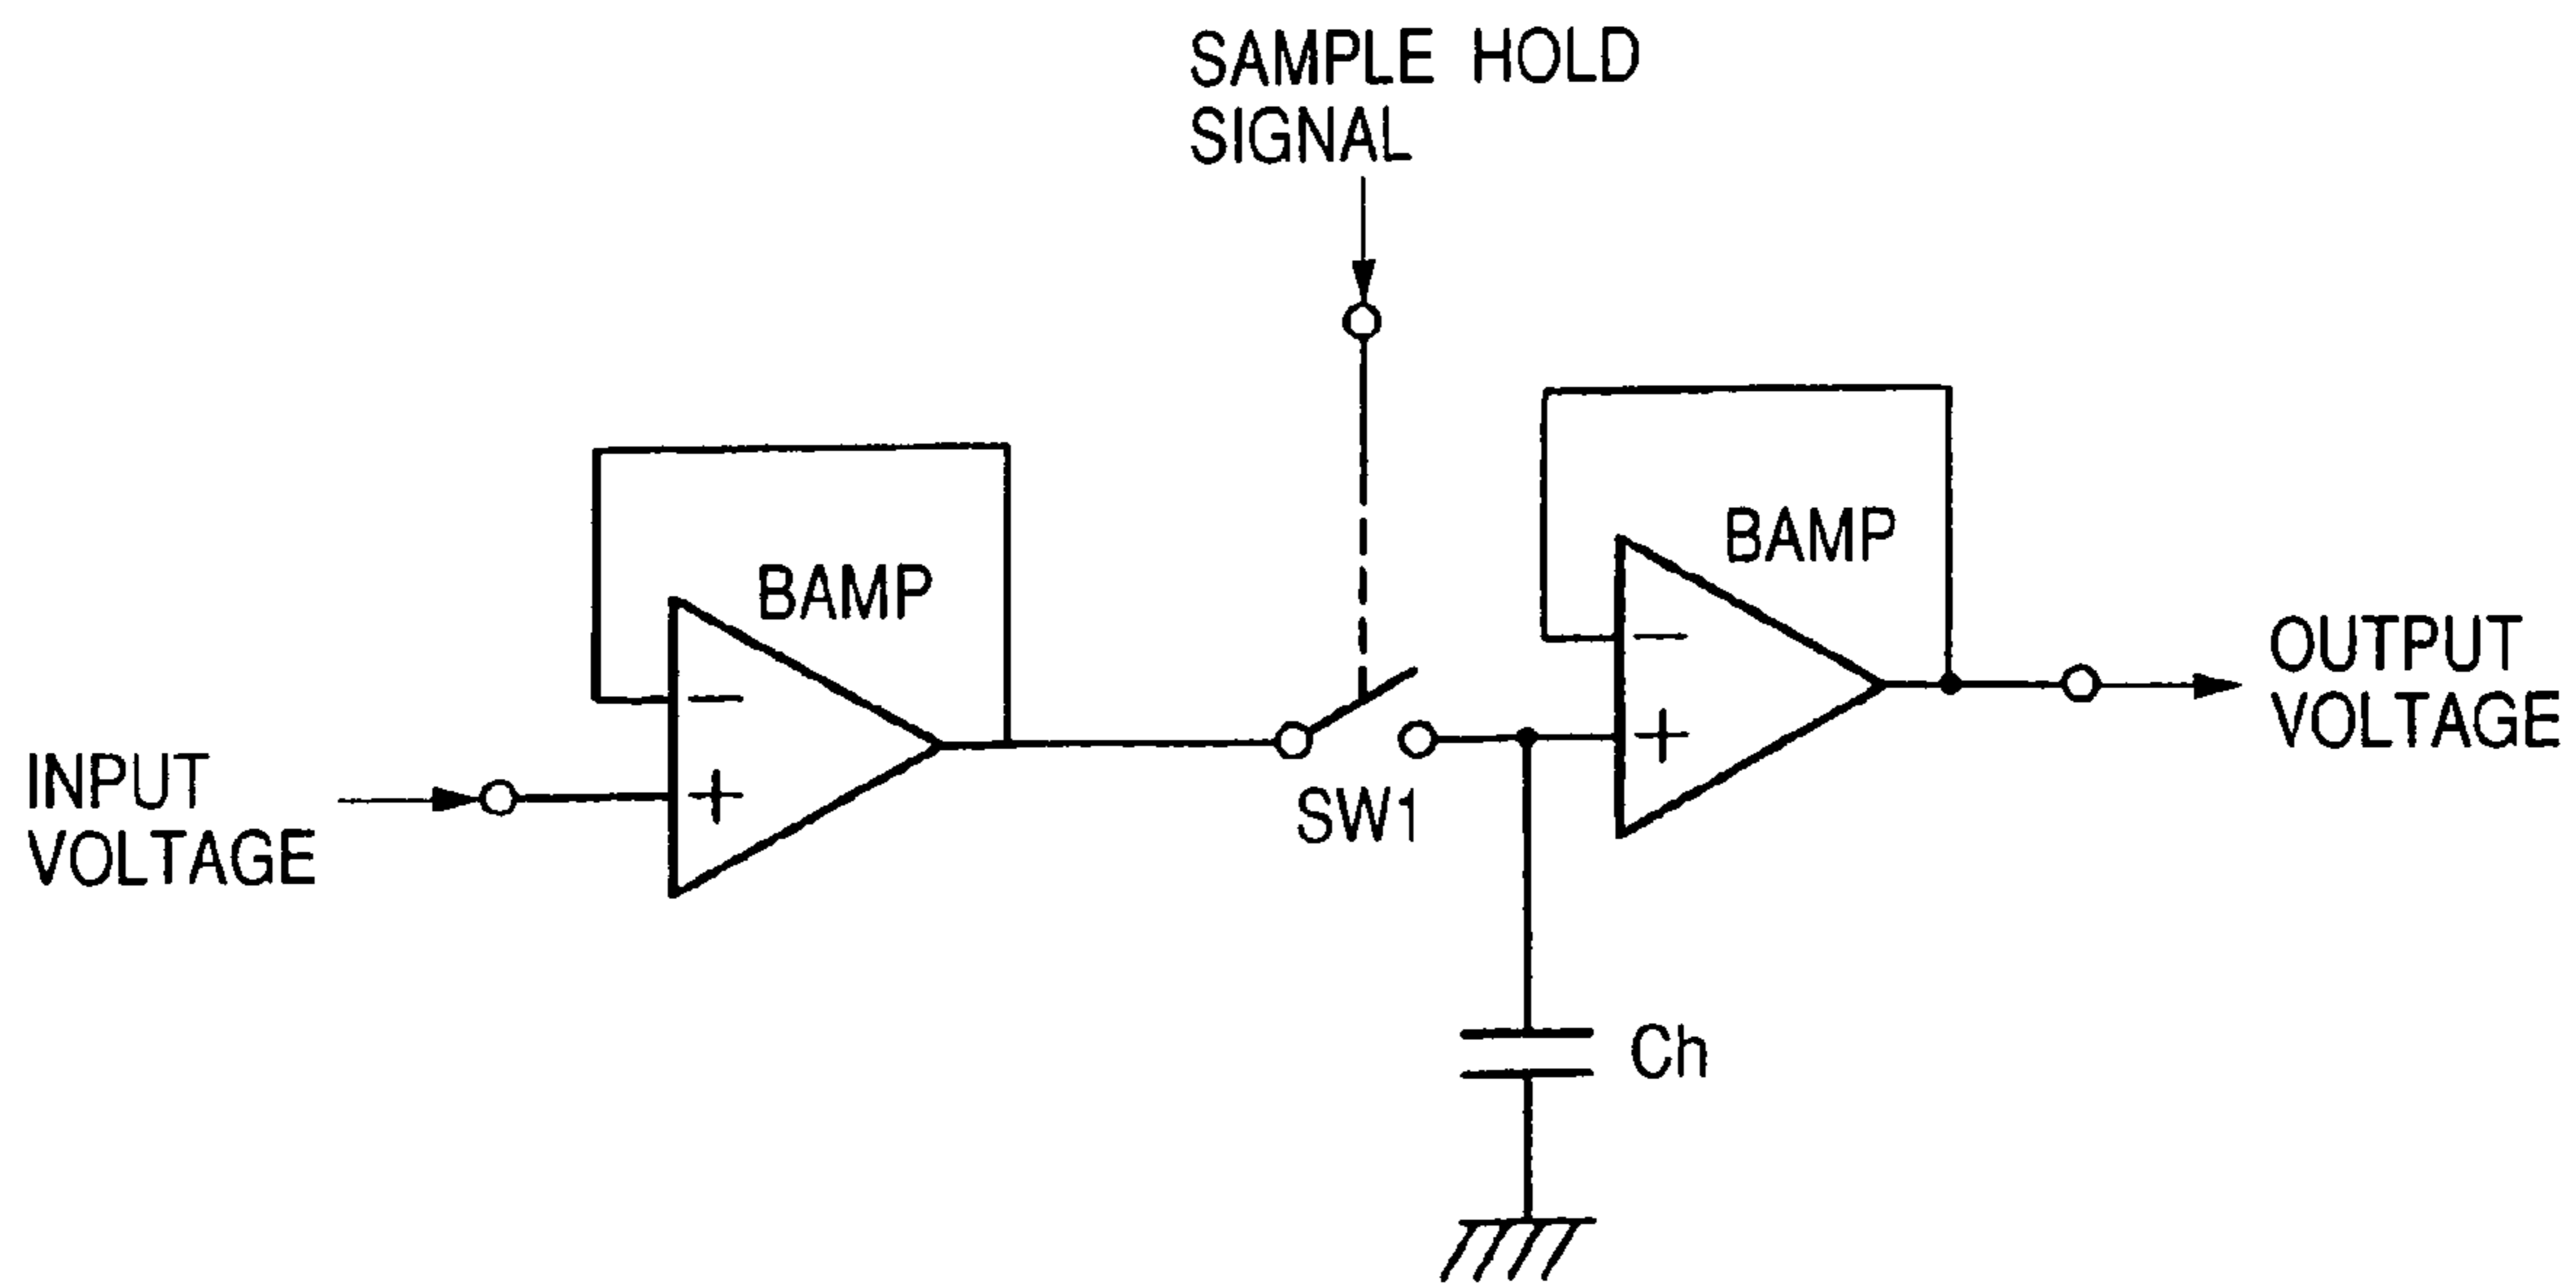 SAMPLE HOLD
SIGNAL
BAMP
BAMP
INPUT
VOLTAGE
SW1
OUTPUT
VOLTAGE
Ch